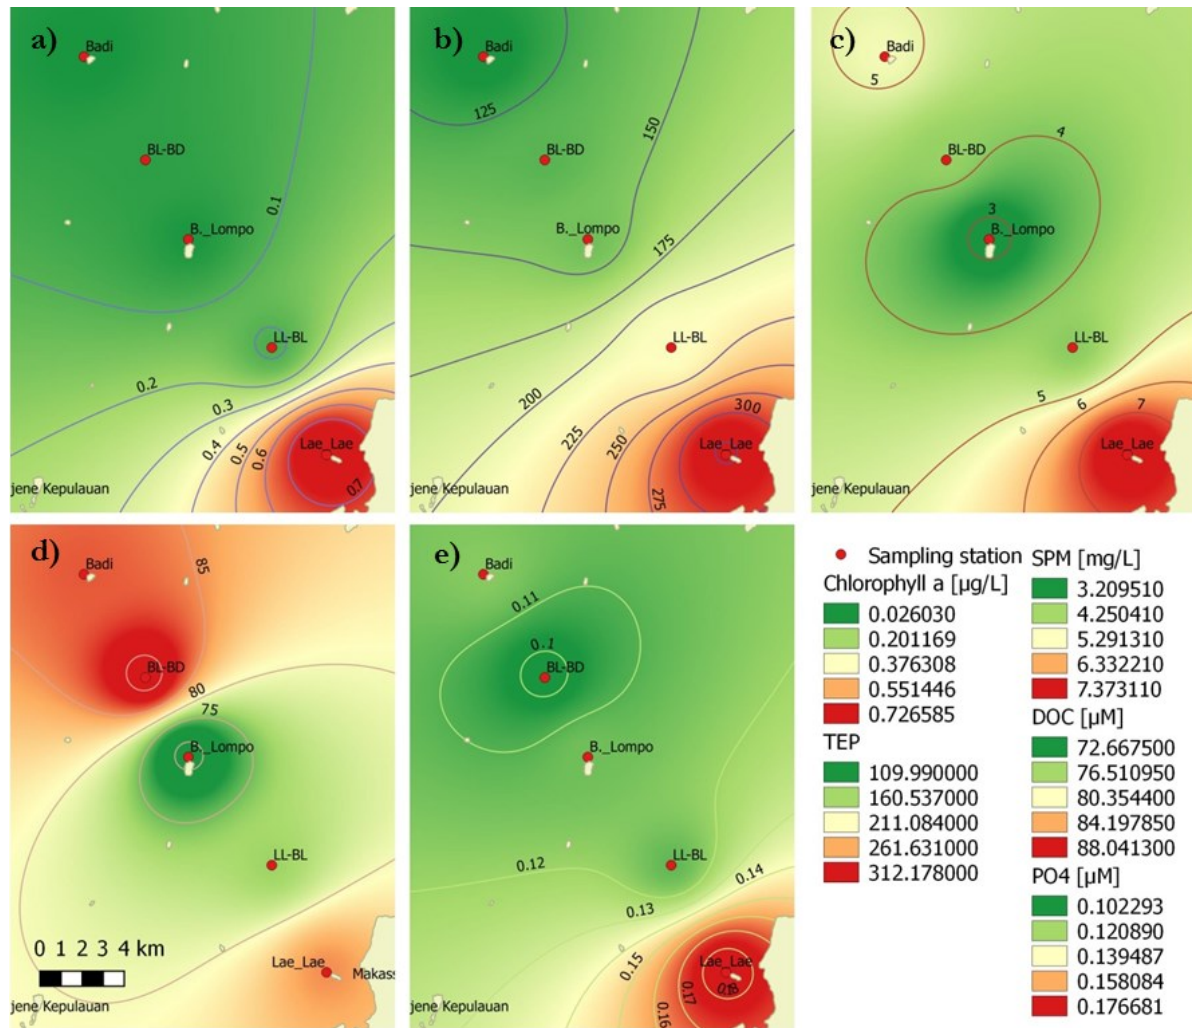 a)
Badi
BL-BD
0.1
B._Lompo
LL-BL
0.2
0.3
0.4
0.5
0.6
Lae_Lae
0.7
jene Kepulauan
b)
Badi
125
BL-BD
150
B._Lompo
175
LL-BL
200
225
250
300
Lae_Lae
275
jene Kepulauan
c)
Badi
5
BL-BD
4
3
B._Lompo
LL-BL
5
6
7
Lae_Lae
jene Kepulauan
d)
Badi
85
BL-BD
80
75
B._Lompo
LL-BL
0 1 2 3 4 km
Lae_Lae
Makass
jene Kepulauan
e)
Badi
0.11
0.1
BL-BD
B._Lompo
LL-BL
0.12
0.14
0.13
0.15
Lae_Lae
0.17
0.18
0.16
jene Kepulauan
Sampling station
Chlorophyll a [µg/L]
0.026030
0.201169
0.376308
0.551446
0.726585
TEP
109.990000
160.537000
211.084000
261.631000
312.178000
SPM [mg/L]
3.209510
4.250410
5.291310
6.332210
7.373110
DOC [µM]
72.667500
76.510950
80.354400
84.197850
88.041300
PO4 [µM]
0.102293
0.120890
0.139487
0.158084
0.176681